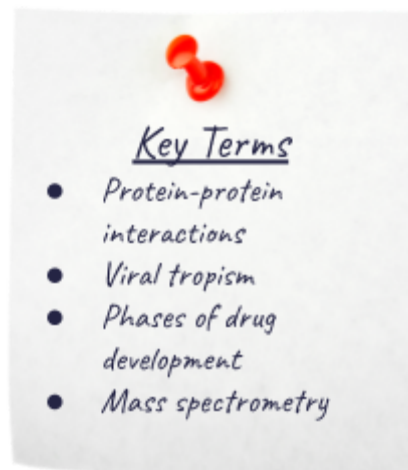 Key Terms
● Protein-protein
interactions
● Viral tropism
● Phases of drug
development
● Mass spectrometry